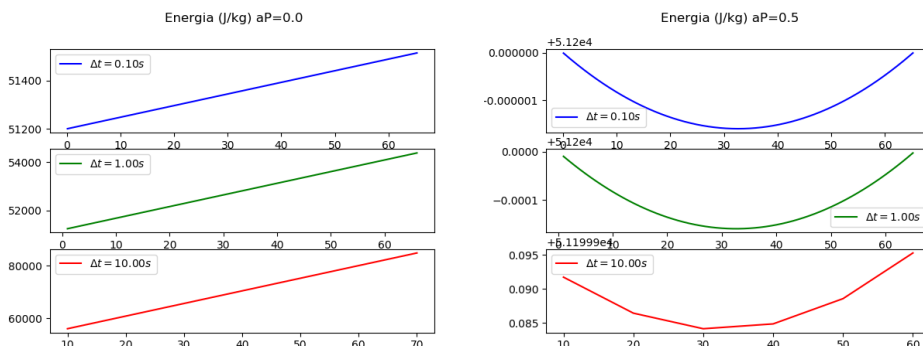 Energia (J/kg) aP=0.0
Δt = 0.10s
51400
51200
0 10 20 30 40 50 60
Δt = 1.00s
54000
52000
0 10 20 30 40 50 60
Δt = 10.00s
80000
60000
10 20 30 40 50 60 70
Energia (J/kg) aP=0.5
+5.12e4
0.000000
-0.000001
Δt = 0.10s
0 10 20 30 40 50 60
+5.12e4
0.0000
−0.0001
Δt = 1.00s
0 10 20 30 40 50 60
+5.11999e4
0.095
0.090
0.085
Δt = 10.00s
10 20 30 40 50 60